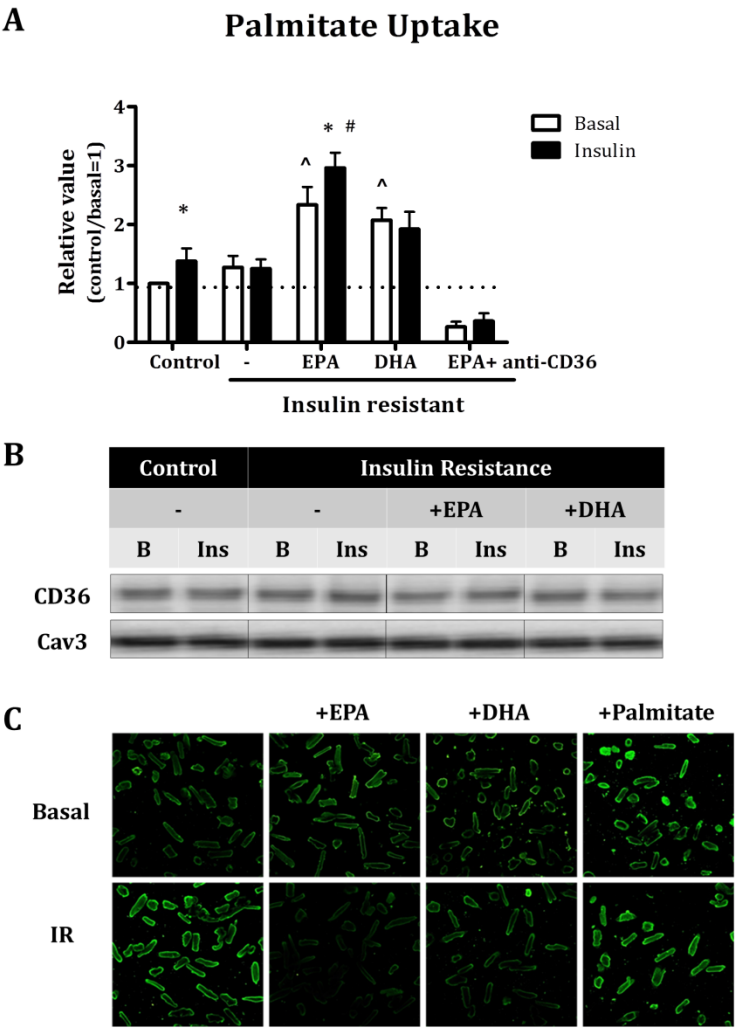 A
Palmitate Uptake
Relative value
(control/basal=1)
4
3
2
1
0
* # 
^
^
*
Basal
Insulin
Control - EPA DHA EPA+ anti-CD36
Insulin resistant
B
Control Insulin Resistance
- - +EPA +DHA
B Ins B Ins B Ins B Ins
CD36
Cav3
C
+EPA +DHA +Palmitate
Basal
IR